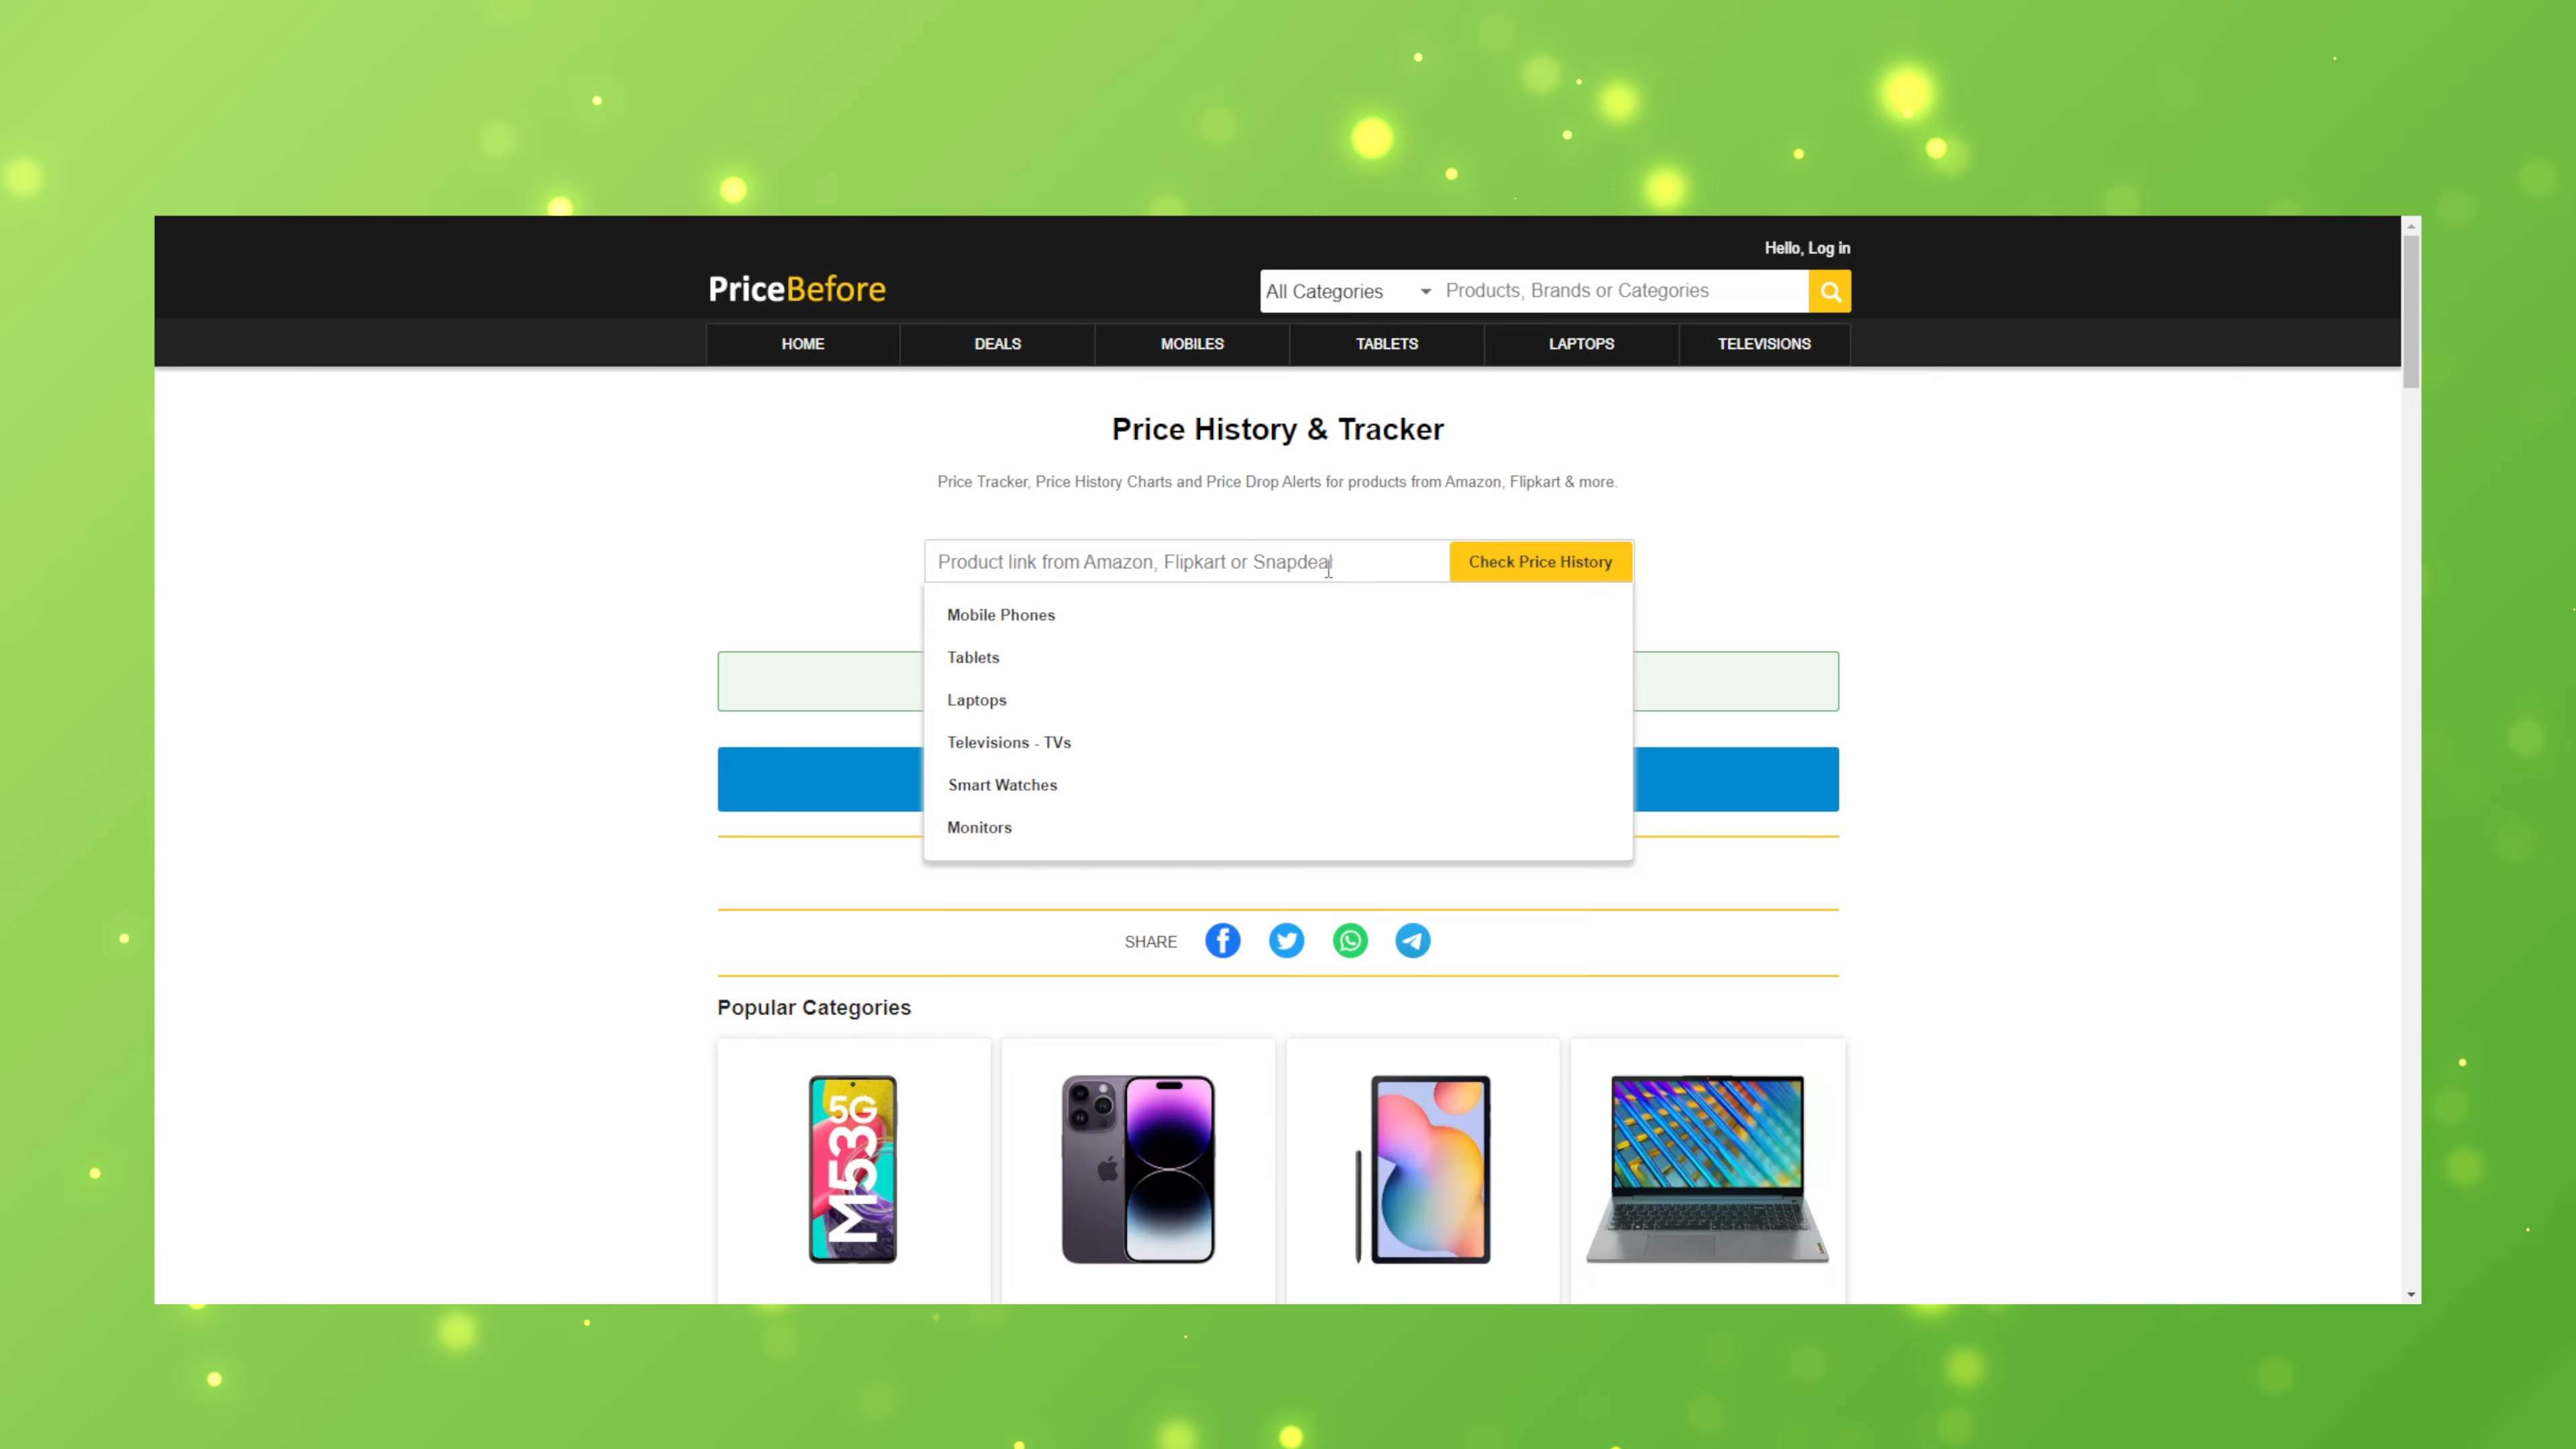 Hello, Log in
PriceBefore
All Categories
Products, Brands or Categories
HOME
DEALS
MOBILES
TABLETS
LAPTOPS
TELEVISIONS
Price History & Tracker
Price Tracker, Price History Charts and Price Drop Alerts for products from Amazon, Flipkart & more.
Product link from Amazon, Flipkart or Snapdeal
Check Price History
Mobile Phones
Tablets
Laptops
Televisions - TVs
Smart Watches
Monitors
SHARE
Popular Categories
M53 5G